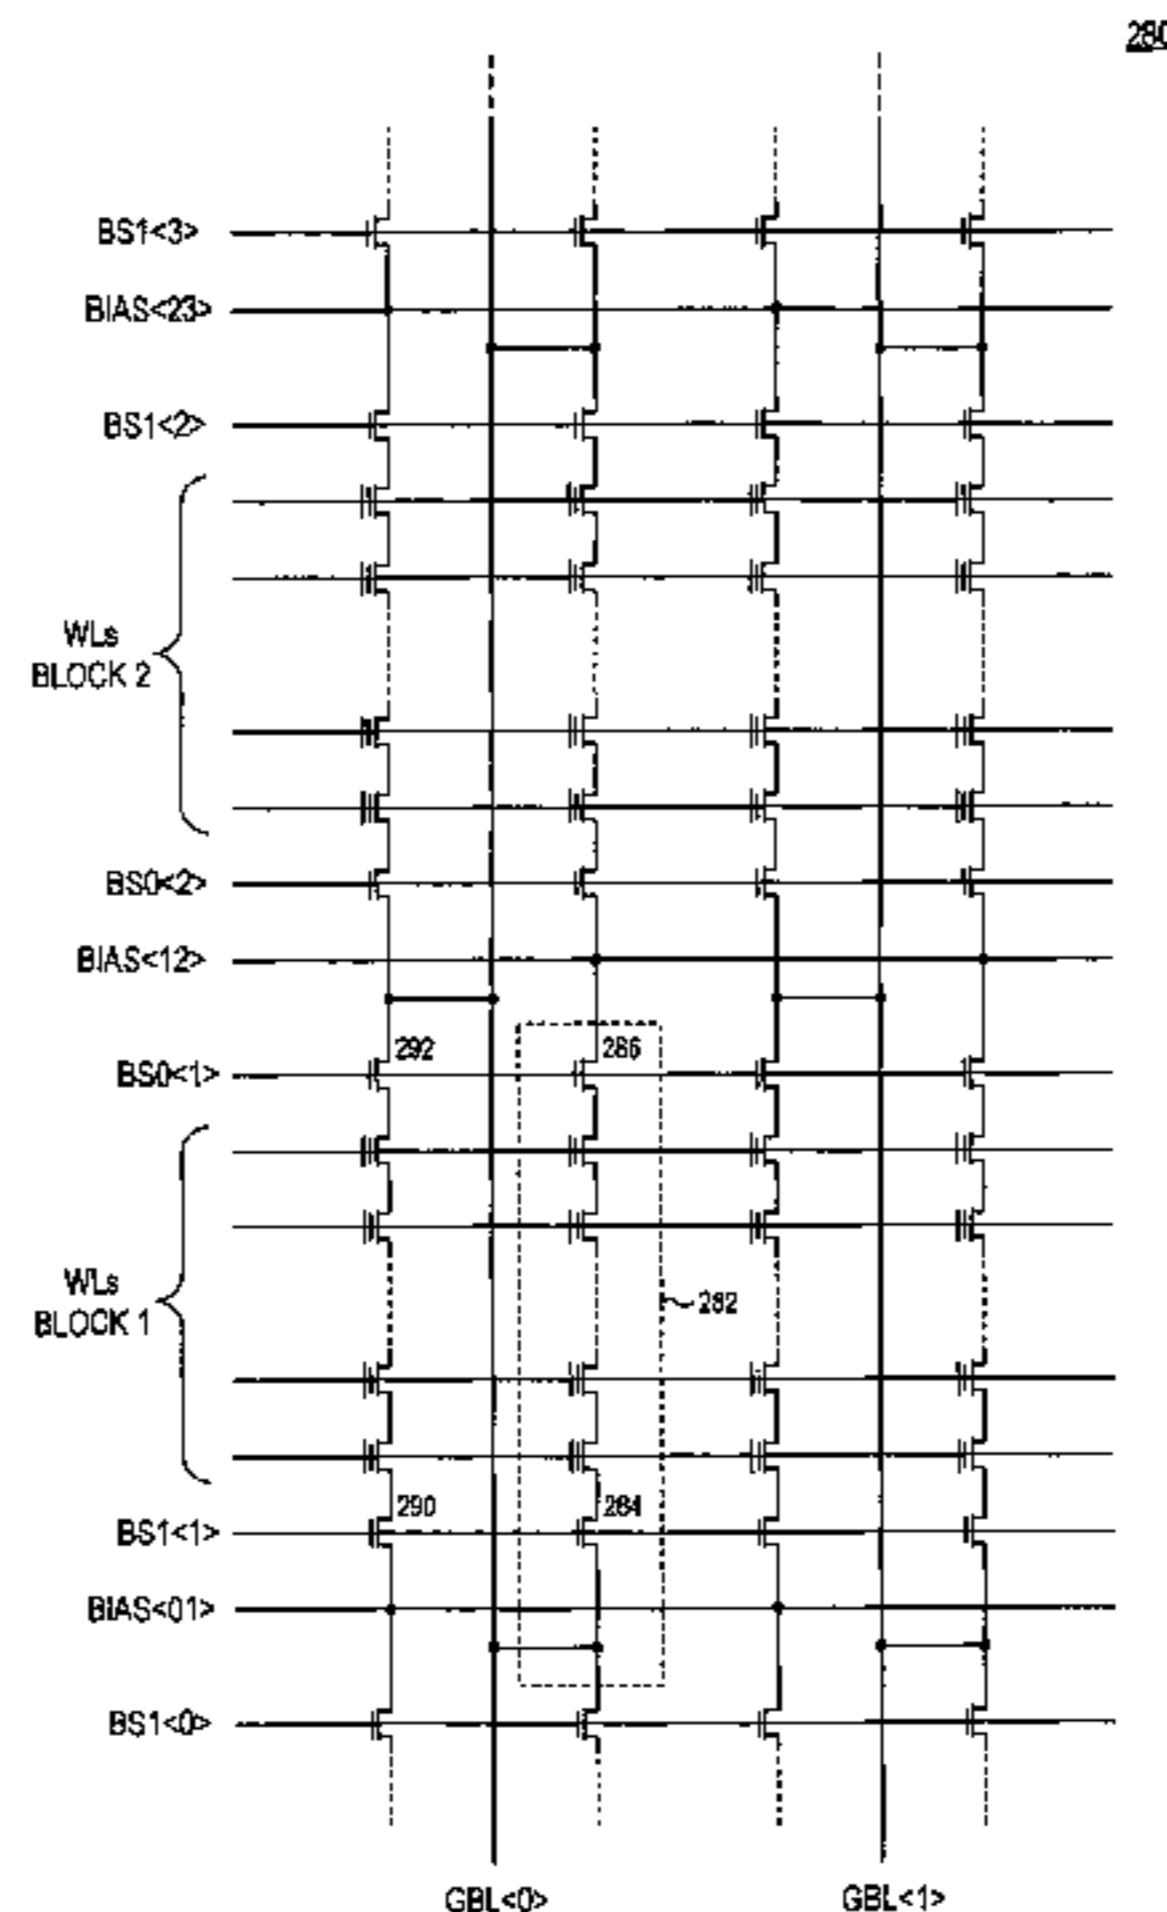 280
BS1<3>
BIAS<23>
BS1<2>
WLs
BLOCK 2
BS0<2>
BIAS<12>
292
286
BS0<1>
WLs
BLOCK 1
282
290
284
BS1<1>
BIAS<01>
BS1<0>
GBL<0>
GBL<1>